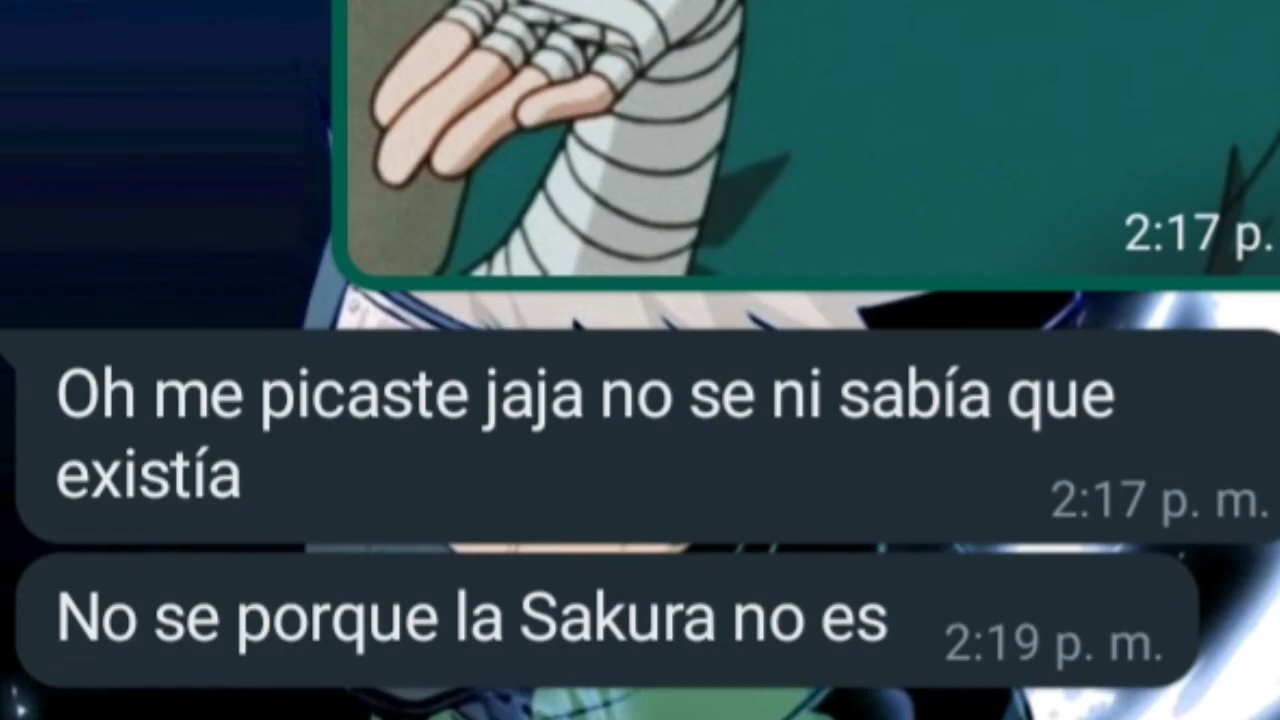 2:17 p.
Oh me picaste jaja no se ni sabía que
existía
2:17 p. m.
No se porque la Sakura no es
2:19 p. m.